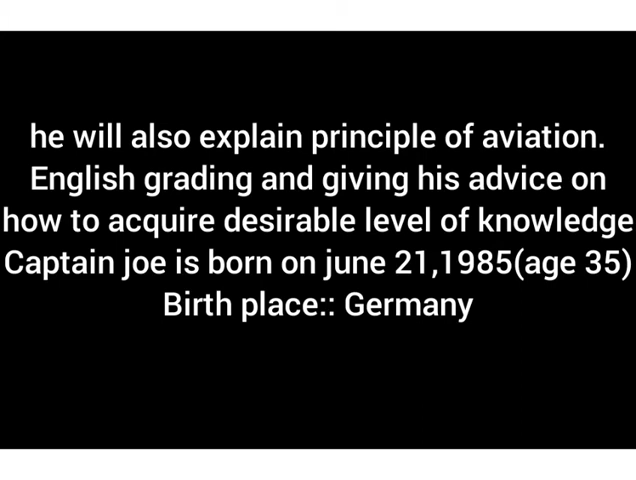 he will also explain principle of aviation.
English grading and giving his advice on
how to acquire desirable level of knowledge
Captain joe is born on june 21,1985(age 35)
Birth place:: Germany